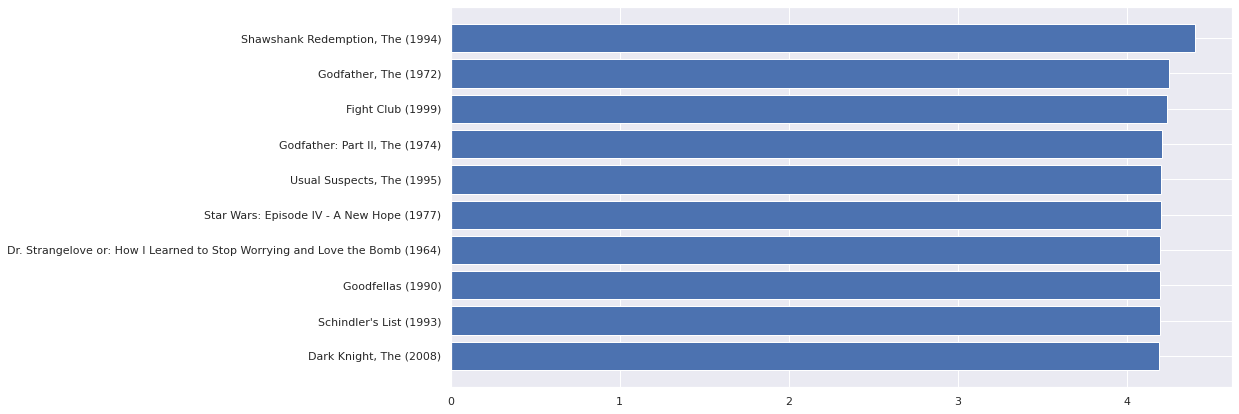 Shawshank Redemption, The (1994)
Godfather, The (1972)
Fight Club (1999)
Godfather: Part II, The (1974)
Usual Suspects, The (1995)
Star Wars: Episode IV - A New Hope (1977)
Dr. Strangelove or: How I Learned to Stop Worrying and Love the Bomb (1964)
Goodfellas (1990)
Schindler's List (1993)
Dark Knight, The (2008)
0 1 2 3 4